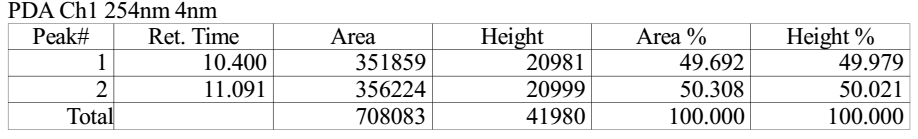 PDA Ch1 254nm 4nm
Peak# Ret. Time Area Height Area % Height %
1 10.400 351859 20981 49.692 49.979
2 11.091 356224 20999 50.308 50.021
Total 708083 41980 100.000 100.000